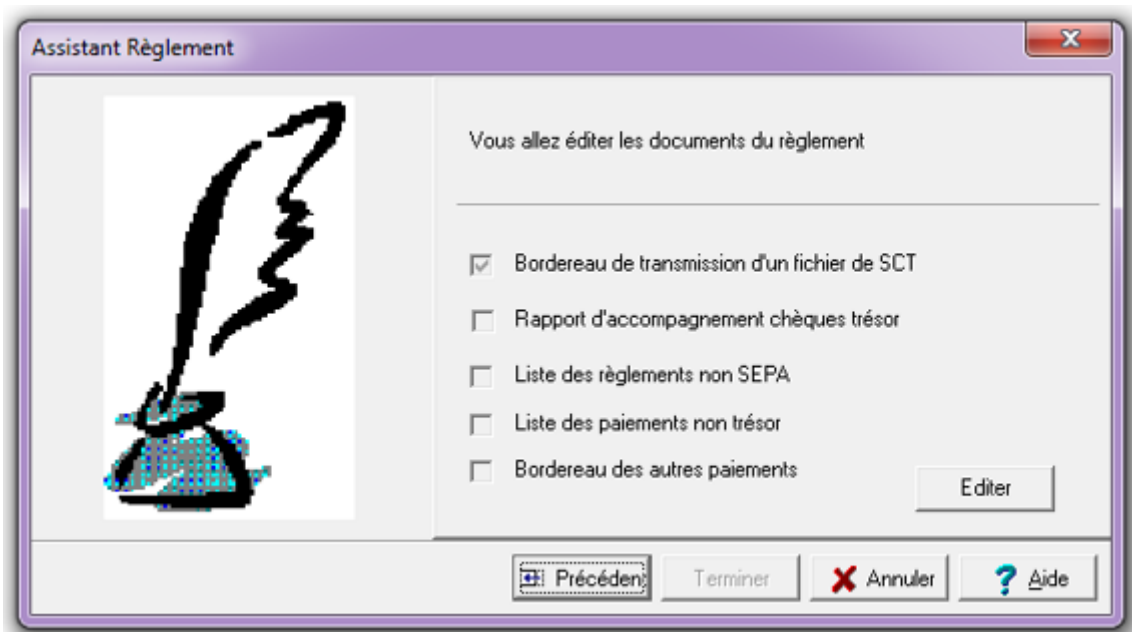 Assistant Règlement
Vous allez éditer les documents du règlement
Bordereau de transmission d'un fichier de SCT
Rapport d'accompagnement chèques trésor
Liste des règlements non SEPA
Liste des paiements non trésor
Bordereau des autres paiements
Editer
Précéden
Terminer
Annuler
? Aide